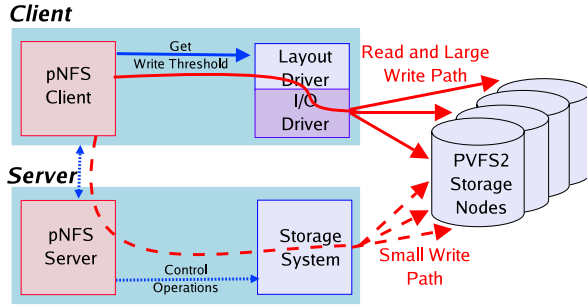 Client
pNFS
Client
Get
Write Threshold
Layout
Driver
I/O
Driver
Read and Large
Write Path
PVFS2
Storage
Nodes
Server
pNFS
Server
Control
Operations
Storage
System
Small Write
Path